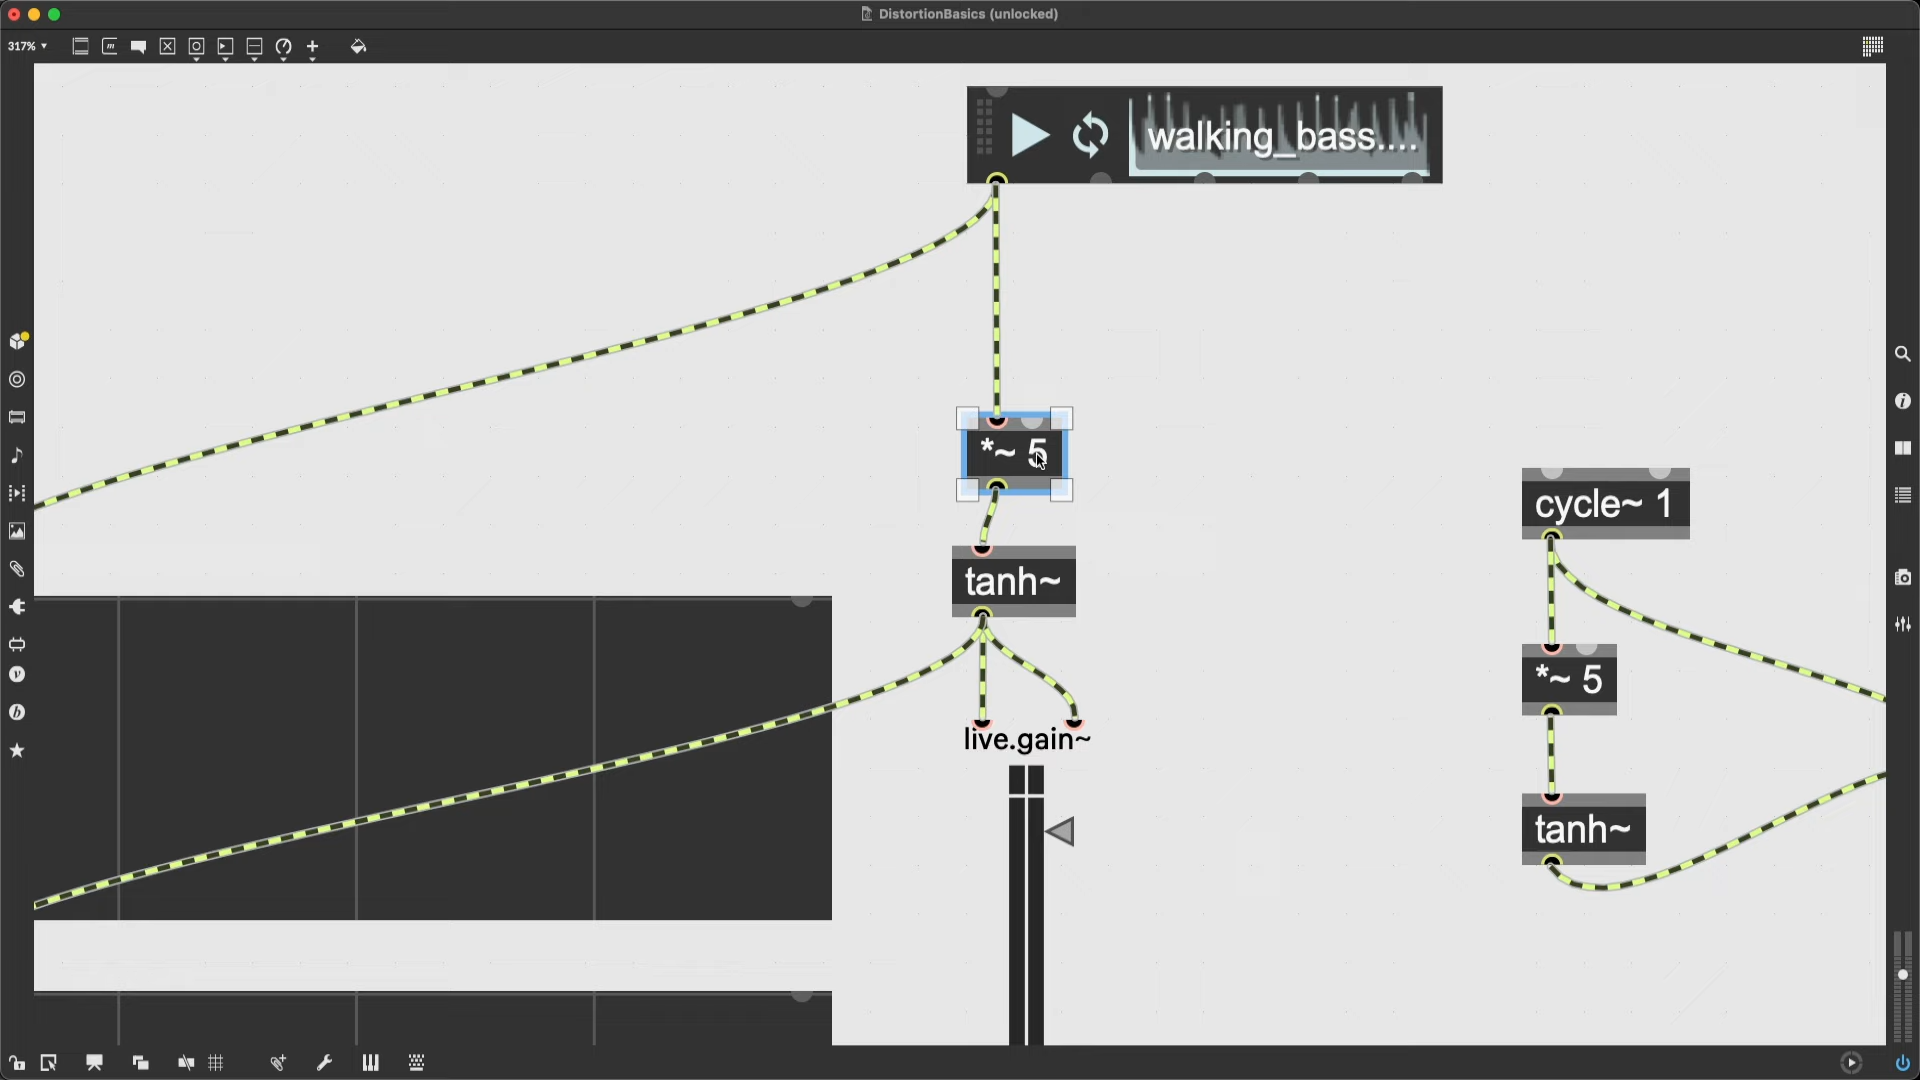 DistortionBasics (unlocked)
317%
walking_bass....
*~ 5
tanh~
live.gain~
cycle~ 1
*~ 5
tanh~